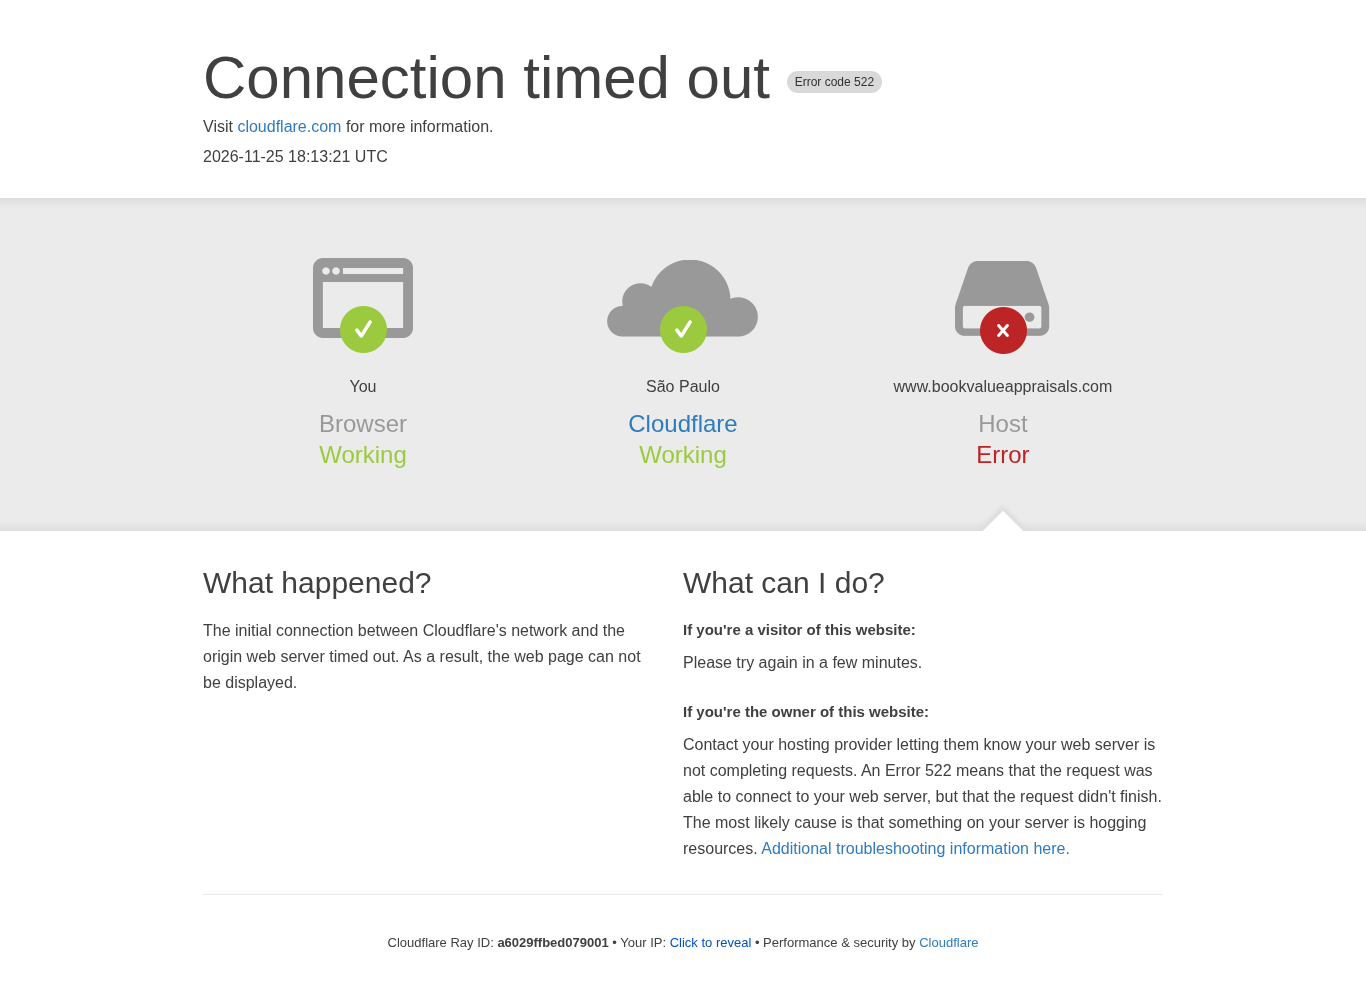 Connection timed out Error code 522
Visit cloudflare.com for more information.
2026-11-25 18:13:21 UTC
You
Browser
Working
São Paulo
Cloudflare
Working
www.bookvalueappraisals.com
Host
Error
What happened?
The initial connection between Cloudflare's network and the
origin web server timed out. As a result, the web page can not
be displayed.
What can I do?
If you're a visitor of this website:
Please try again in a few minutes.
If you're the owner of this website:
Contact your hosting provider letting them know your web server is
not completing requests. An Error 522 means that the request was
able to connect to your web server, but that the request didn't finish.
The most likely cause is that something on your server is hogging
resources. Additional troubleshooting information here.
Cloudflare Ray ID: a6029ffbed079001 • Your IP: Click to reveal • Performance & security by Cloudflare